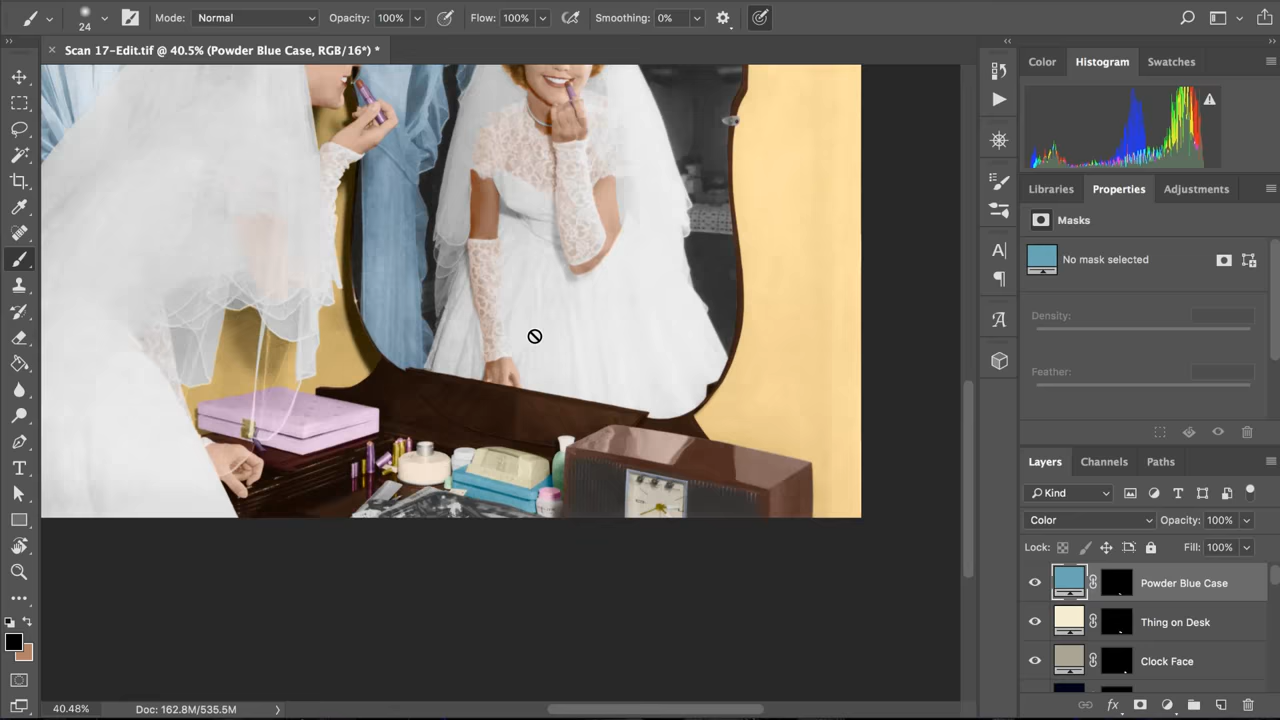 24
Mode: Normal
Opacity: 100%
Flow: 100%
Smoothing: 0%
Scan 17-Edit.tif @ 40.5% (Powder Blue Case, RGB/16*) *
Color
Histogram
Swatches
Libraries
Properties
Adjustments
Masks
No mask selected
Density:
Feather:
Layers
Channels
Paths
Kind
Color
Opacity: 100%
Lock:
Fill: 100%
Powder Blue Case
Thing on Desk
Clock Face
40.48%
Doc: 162.8M/535.5M